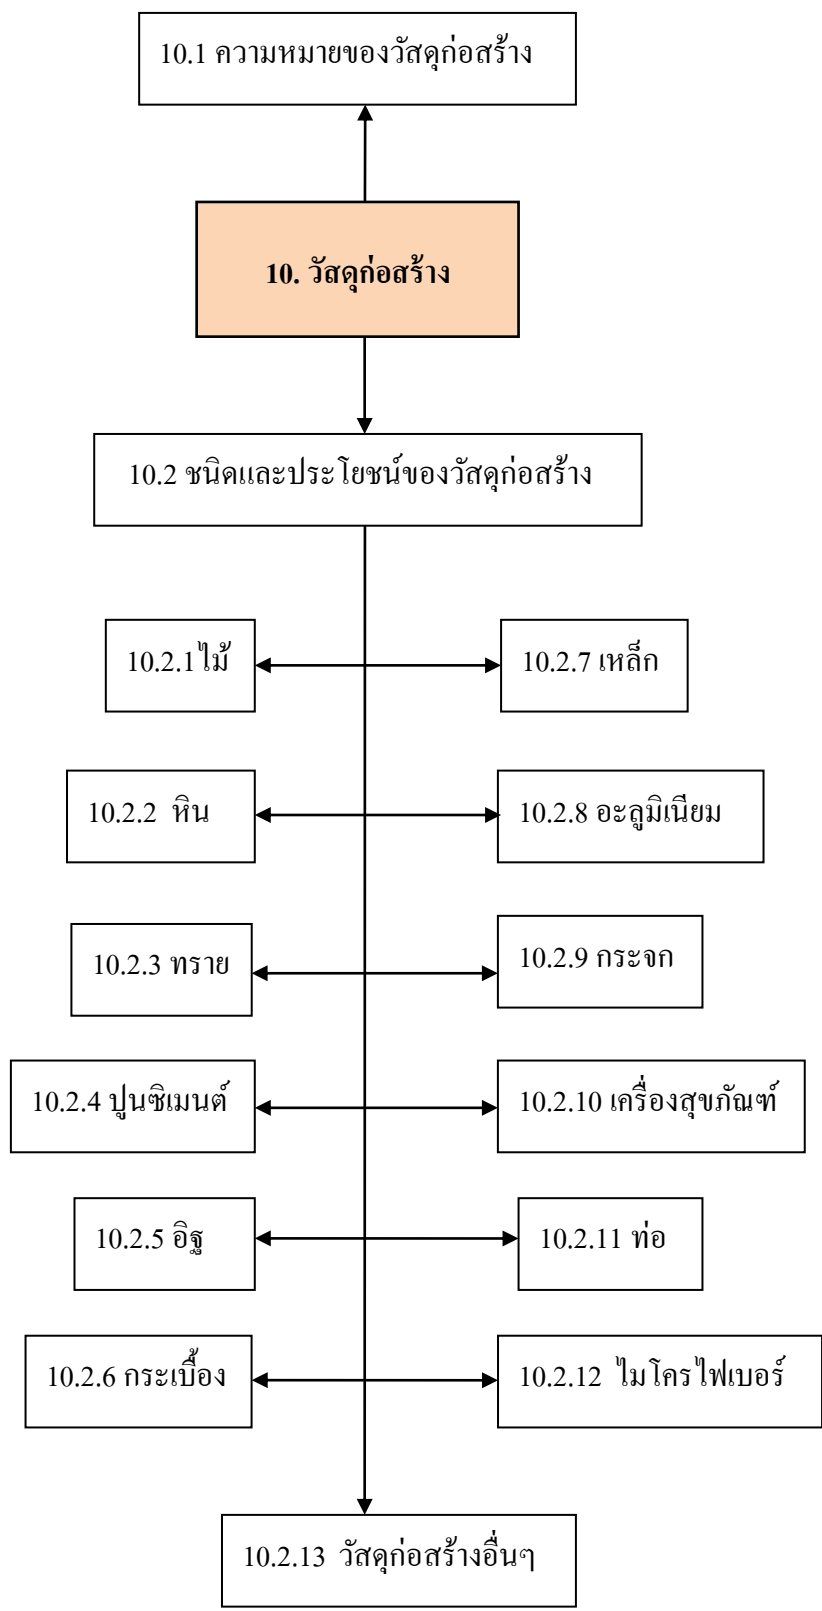 10.1 ความหมายของวัสดุก่อสร้าง
10. วัสดุก่อสร้าง
10.2 ชนิดและประโยชน์ของวัสดุก่อสร้าง
10.2.1 ไม้
10.2.7 เหล็ก
10.2.2 หิน
10.2.8 อะลูมิเนียม
10.2.3 ทราย
10.2.9 กระจก
10.2.4 ปูนซิเมนต์
10.2.10 เครื่องสุขภัณฑ์
10.2.5 อิฐ
10.2.11 ท่อ
10.2.6 กระเบื้อง
10.2.12 ไมโครไฟเบอร์
10.2.13 วัสดุก่อสร้างอื่นๆ